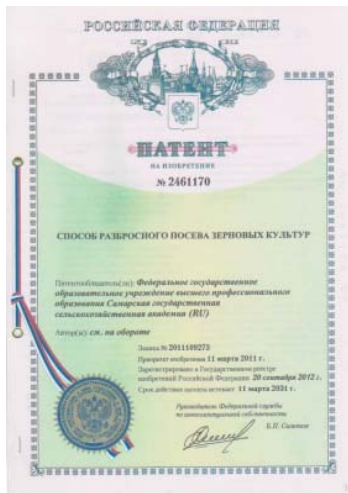 РОССИЙСКАЯ ФЕДЕРАЦИЯ
ПАТЕНТ
НА ИЗОБРЕТЕНИЕ
№ 2461170
СПОСОБ РАЗБРОСНОГО ПОСЕВА ЗЕРНОВЫХ КУЛЬТУР
Патентообладатель(ли): Федеральное государственное
образовательное учреждение высшего профессионального
образования Самарская государственная
сельскохозяйственная академия (RU)
Автор(ы): см. на обороте
Заявка № 2011109273
Приоритет изобретения 11 марта 2011 г.
Зарегистрировано в Государственном реестре
изобретений Российской Федерации 20 сентября 2012 г.
Срок действия патента истекает 11 марта 2031 г.
Руководитель Федеральной службы
по интеллектуальной собственности
Б.П. Симонов